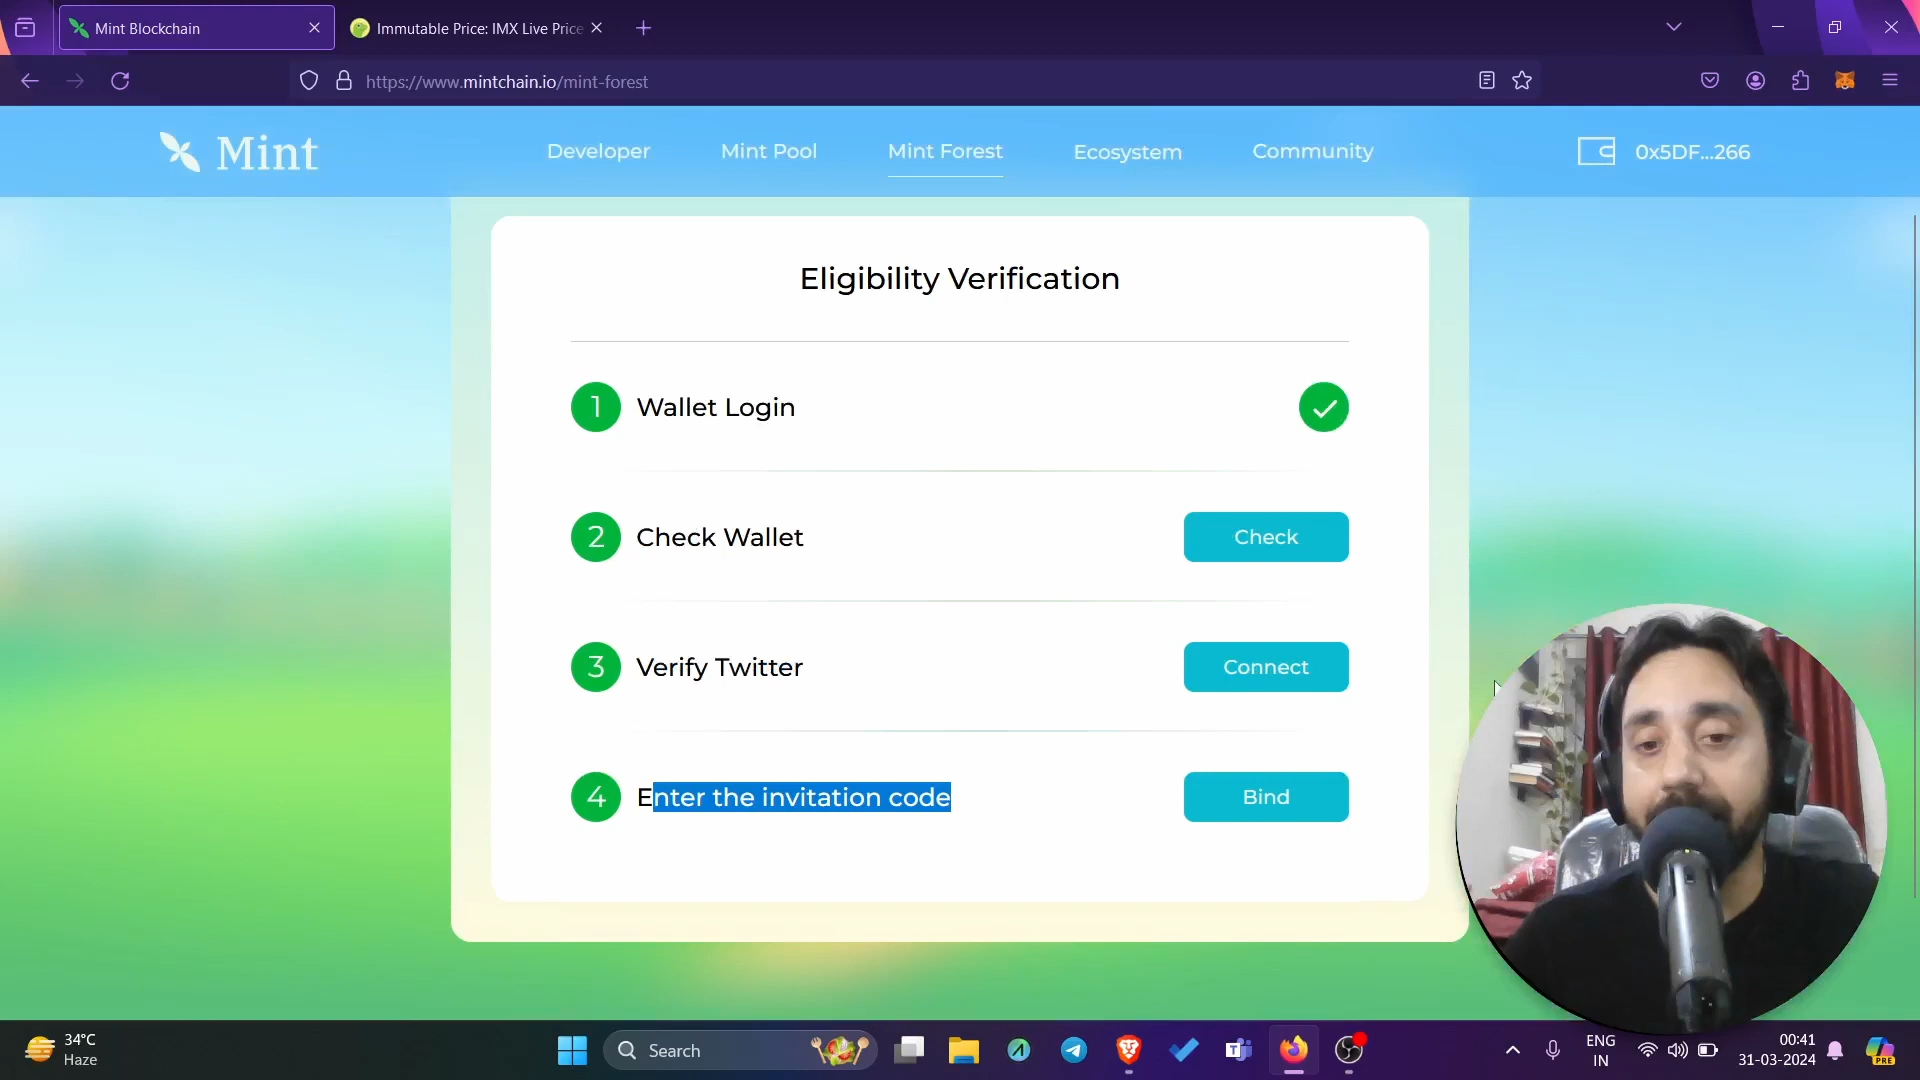 Mint Blockchain
Immutable Price: IMX Live Price
https://www.mintchain.io/mint-forest
Mint
Developer
Mint Pool
Mint Forest
Ecosystem
Community
0x5DF...266
Eligibility Verification
1 Wallet Login
2 Check Wallet
Check
3 Verify Twitter
Connect
4 Enter the invitation code
Bind
34°C
Haze
Search
ENG
IN
00:41
31-03-2024
PRE